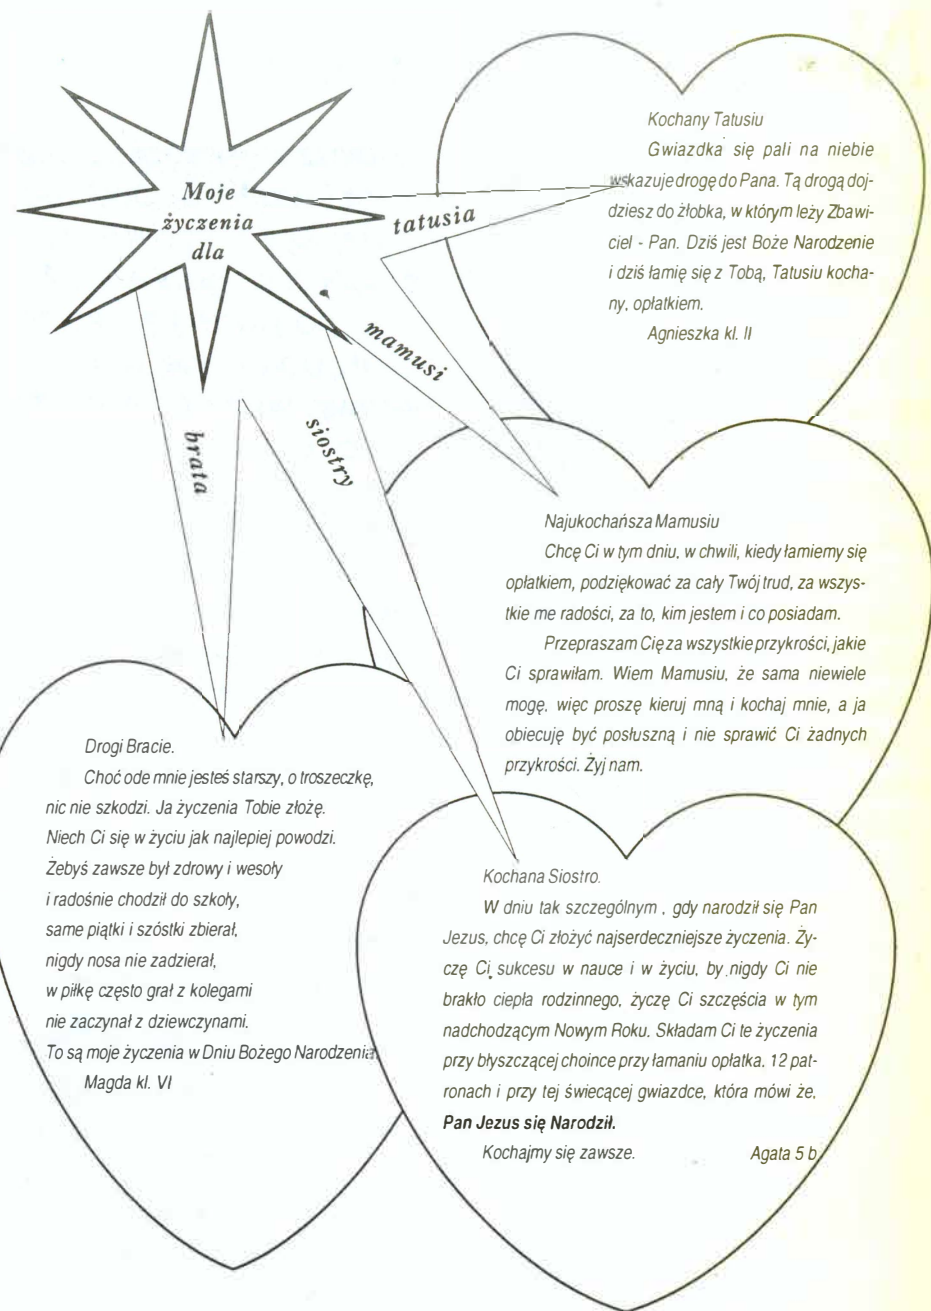 Moje
życzenia
dla
tatusia
mamusi
siostry
brata
Kochany Tatusiu
Gwiazdka się pali na niebie
wskazuje drogę do Pana. Tą drogą doj-
dziesz do żłobka, w którym leży Zbawi-
ciel - Pan. Dziś jest Boże Narodzenie
i dziś łamię się z Tobą, Tatusiu kocha-
ny, opłatkiem.
Agnieszka kl. II
Najukochańsza Mamusiu
Chcę Ci w tym dniu, w chwili, kiedy łamiemy się
opłatkiem, podziękować za cały Twój trud, za wszys-
tkie me radości, za to, kim jestem i co posiadam.
Przepraszam Cię za wszystkie przykrości, jakie
Ci sprawiłam. Wiem Mamusiu, że sama niewiele
mogę, więc proszę kieruj mną i kochaj mnie, a ja
obiecuję być posłuszną i nie sprawić Ci żadnych
przykrości. Żyj nam.
Drogi Bracie.
Choć ode mnie jesteś starszy, o troszeczkę,
nic nie szkodzi. Ja życzenia Tobie złożę.
Niech Ci się w życiu jak najlepiej powodzi.
Żebyś zawsze był zdrowy i wesoły
i radośnie chodził do szkoły,
same piątki i szóstki zbierał,
nigdy nosa nie zadzierał,
w piłkę często grał z kolegami
nie zaczynał z dziewczynami.
To są moje życzenia w Dniu Bożego Narodzenia
Magda kl. VI
Kochana Siostro.
W dniu tak szczególnym , gdy narodził się Pan
Jezus, chcę Ci złożyć najserdeczniejsze życzenia. Ży-
czę Ci sukcesu w nauce i w życiu, by nigdy Ci nie
brakło ciepła rodzinnego, życzę Ci szczęścia w tym
nadchodzącym Nowym Roku. Składam Ci te życzenia
przy błyszczącej choince przy łamaniu opłatka. 12 pat-
ronach i przy tej świecącej gwiazdce, która mówi że,
Pan Jezus się Narodził.
Kochajmy się zawsze. Agata 5 b